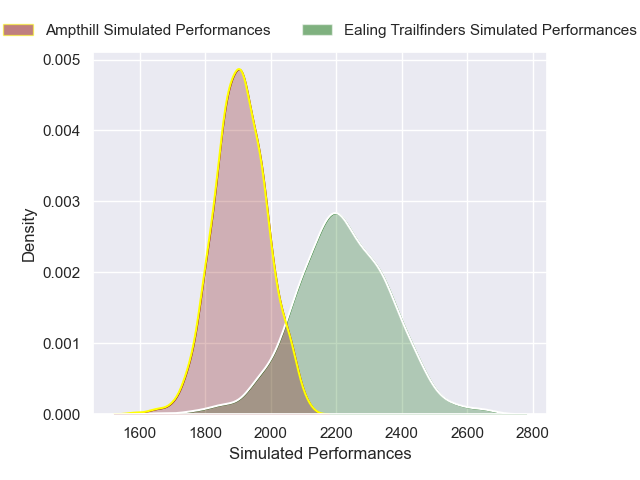 Ampthill Simulated Performances
Ealing Trailfinders Simulated Performances
0.005
0.004
0.003
0.002
0.001
0.000
Density
1600 1800 2000 2200 2400 2600 2800
Simulated Performances